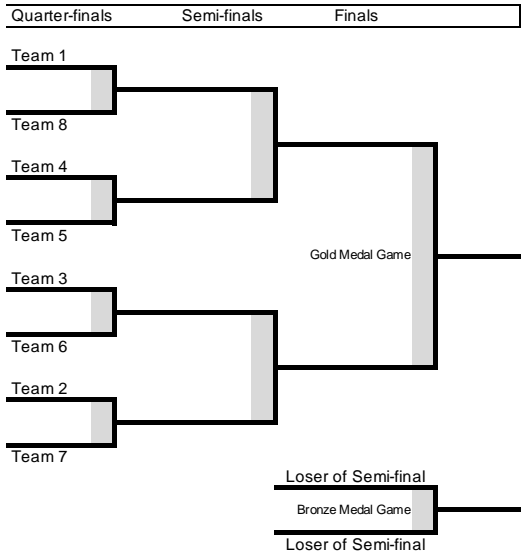 Quarter-finals Semi-finals Finals
Team 1
Team 8
Team 4
Team 5
Gold Medal Game
Team 3
Team 6
Team 2
Team 7
Loser of Semi-final
Bronze Medal Game
Loser of Semi-final